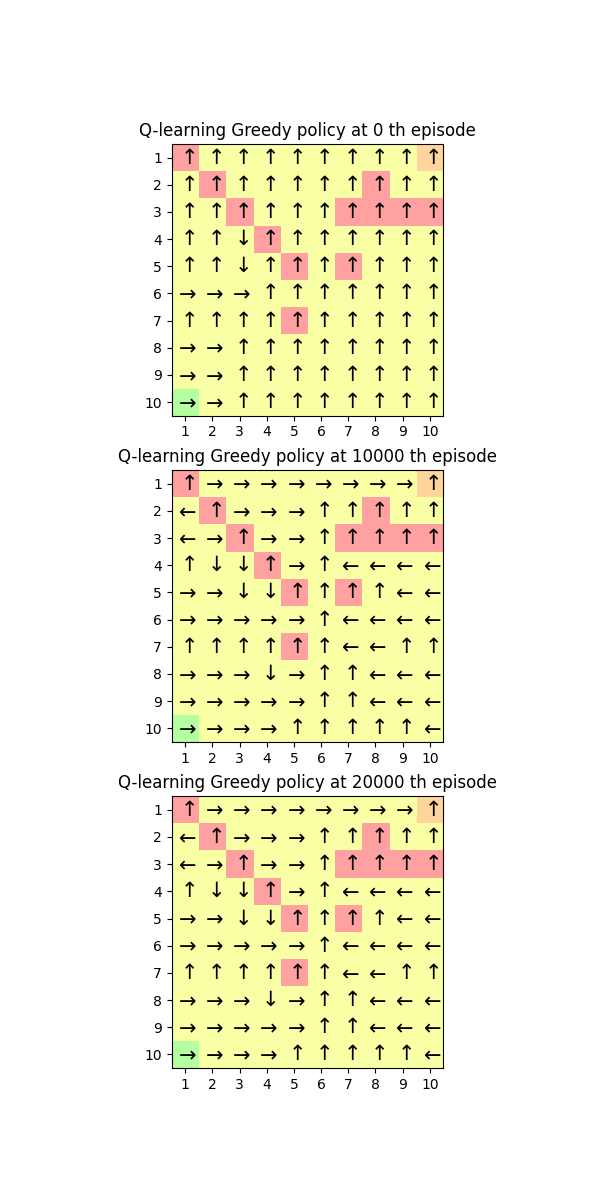 Q-learning Greedy policy at 0 th episode
1 ↑ ↑ ↑ ↑ ↑ ↑ ↑ ↑ ↑ ↑
2 ↑ ↑ ↑ ↑ ↑ ↑ ↑ ↑ ↑ ↑
3 ↑ ↑ ↑ ↑ ↑ ↑ ↑ ↑ ↑ ↑
4 ↑ ↑ ↓ ↑ ↑ ↑ ↑ ↑ ↑ ↑
5 ↑ ↑ ↓ ↑ ↑ ↑ ↑ ↑ ↑ ↑
6 → → → ↑ ↑ ↑ ↑ ↑ ↑ ↑
7 ↑ ↑ ↑ ↑ ↑ ↑ ↑ ↑ ↑ ↑
8 → → ↑ ↑ ↑ ↑ ↑ ↑ ↑ ↑
9 → → ↑ ↑ ↑ ↑ ↑ ↑ ↑ ↑
10 → → ↑ ↑ ↑ ↑ ↑ ↑ ↑ ↑
1 2 3 4 5 6 7 8 9 10
Q-learning Greedy policy at 10000 th episode
1 ↑ → → → → → → → → ↑
2 ← ↑ → → → ↑ ↑ ↑ ↑ ↑
3 ← → ↑ → → ↑ ↑ ↑ ↑ ↑
4 ↑ ↓ ↓ ↑ → ↑ ← ← ← ←
5 → → ↓ ↓ ↑ ↑ ↑ ↑ ← ←
6 → → → → → ↑ ← ← ← ←
7 ↑ ↑ ↑ ↑ ↑ ↑ ← ← ↑ ↑
8 → → → ↓ → ↑ ↑ ← ← ←
9 → → → → → ↑ ↑ ← ← ←
10 → → → → ↑ ↑ ↑ ↑ ↑ ←
1 2 3 4 5 6 7 8 9 10
Q-learning Greedy policy at 20000 th episode
1 ↑ → → → → → → → → ↑
2 ← ↑ → → → ↑ ↑ ↑ ↑ ↑
3 ← → ↑ → → ↑ ↑ ↑ ↑ ↑
4 ↑ ↓ ↓ ↑ → ↑ ← ← ← ←
5 → → ↓ ↓ ↑ ↑ ↑ ↑ ← ←
6 → → → → → ↑ ← ← ← ←
7 ↑ ↑ ↑ ↑ ↑ ↑ ← ← ↑ ↑
8 → → → ↓ → ↑ ↑ ← ← ←
9 → → → → → ↑ ↑ ← ← ←
10 → → → → ↑ ↑ ↑ ↑ ↑ ←
1 2 3 4 5 6 7 8 9 10